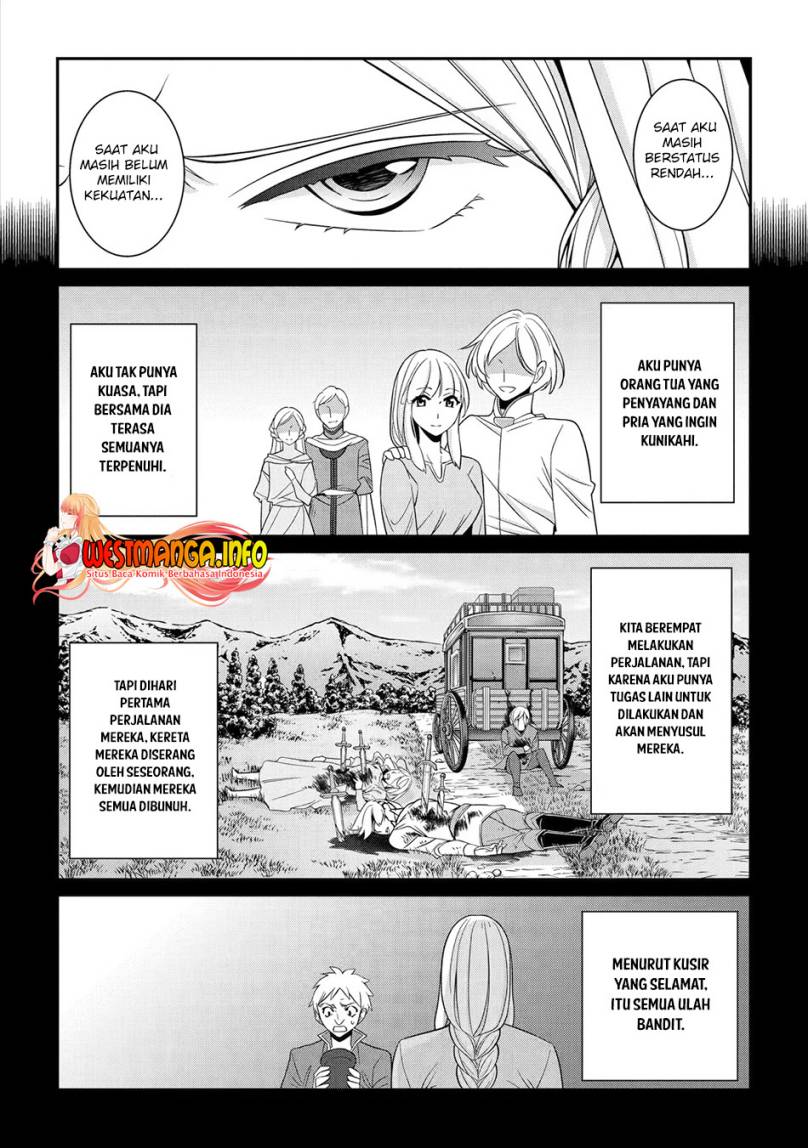 SAAT AKU
MASIH
BERSTATUS
RENDAH...
SAAT AKU
MASIH BELUM
MEMILIKI
KEKUATAN...
AKU PUNYA
ORANG TUA YANG
PENYAYANG DAN
PRIA YANG INGIN
KUNIKAHI.
AKU TAK PUNYA
KUASA, TAPI
BERSAMA DIA
TERASA
SEMUANYA
TERPENUHI.
WESTMANGA.INFO
Situs Baca Komik Berbahasa Indonesia
KITA BEREMPAT
MELAKUKAN
PERJALANAN, TAPI
KARENA AKU PUNYA
TUGAS LAIN UNTUK
DILAKUKAN DAN
AKAN MENYUSUL
MEREKA.
TAPI DIHARI
PERTAMA
PERJALANAN
MEREKA, KERETA
MEREKA DISERANG
OLEH SESEORANG,
KEMUDIAN MEREKA
SEMUA DIBUNUH.
MENURUT KUSIR
YANG SELAMAT,
ITU SEMUA ULAH
BANDIT.